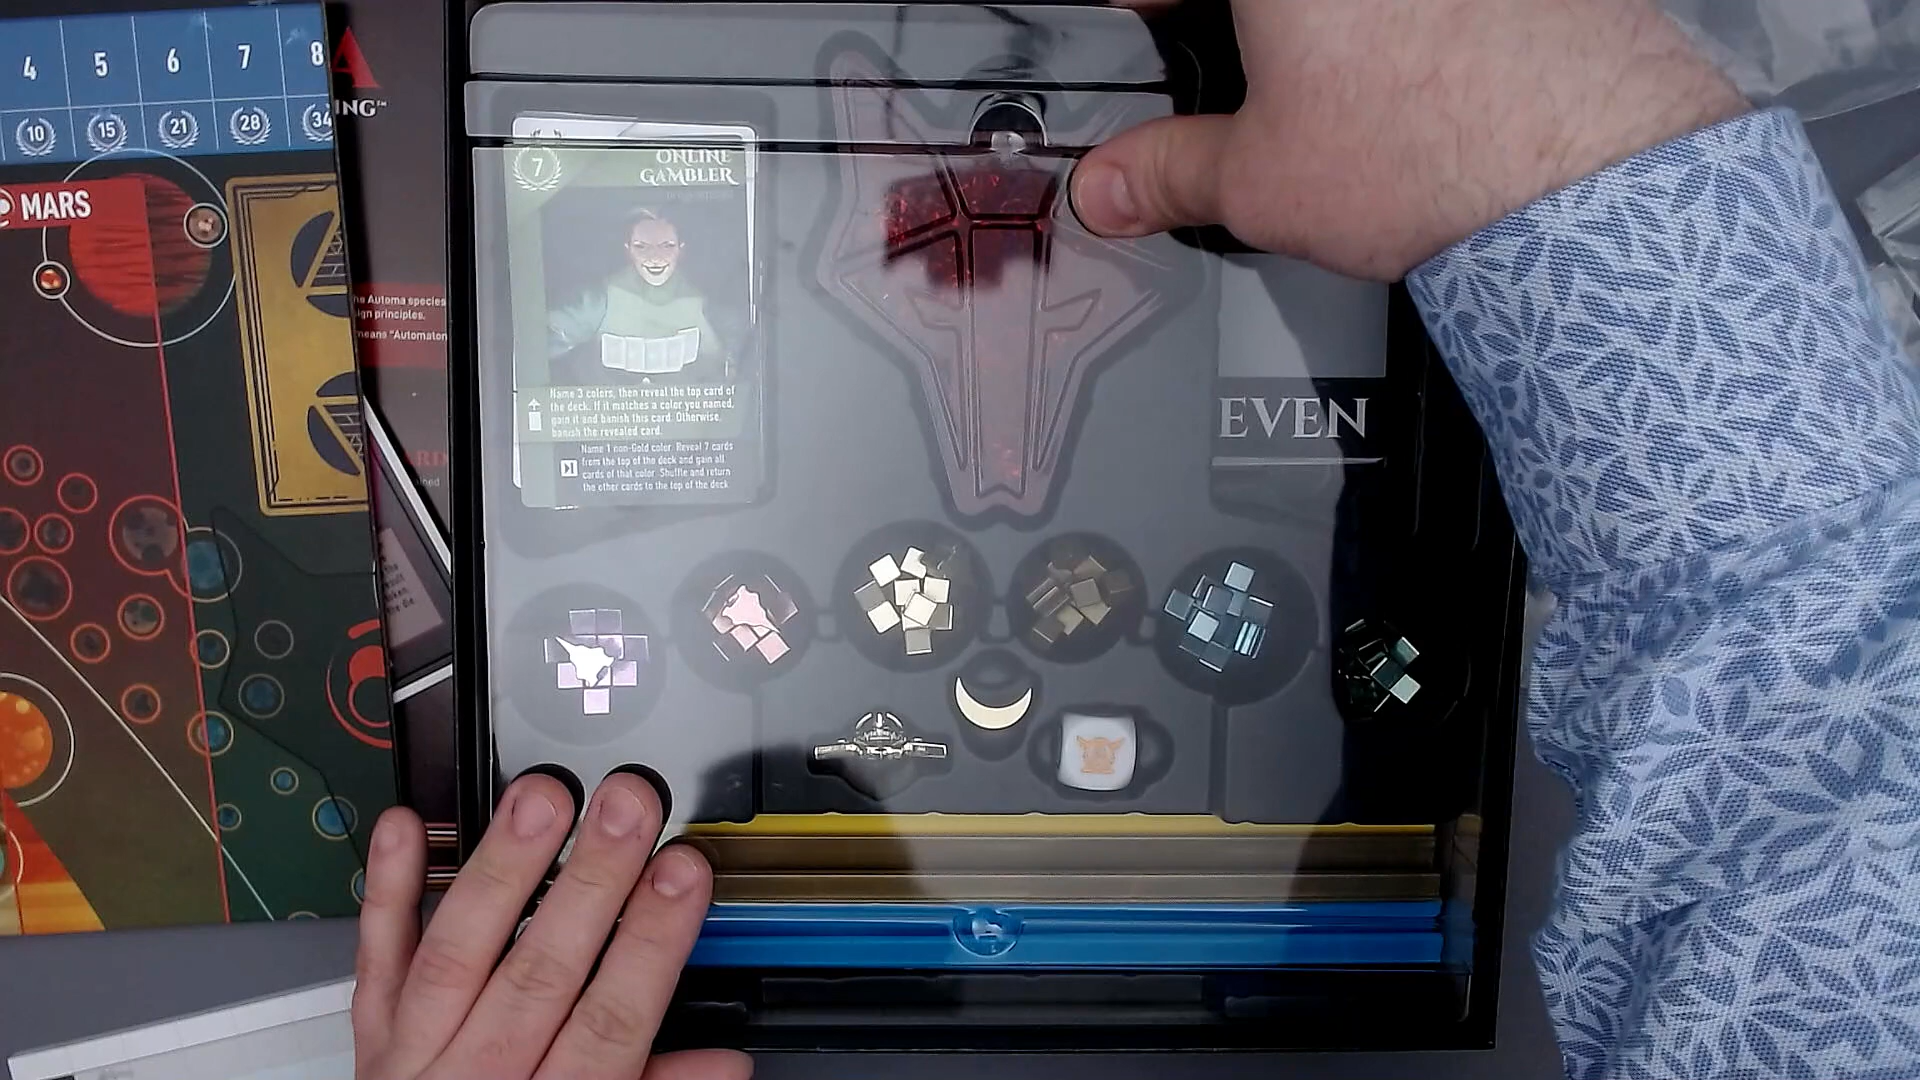 4 5 6 7 8
10 15 21 28 34
MARS
A
ING™
he Automa species
ign principles.
means "Automaton
7
ONLINE
GAMBLER
Name 3 colors, then reveal the top card of
the deck. If it matches a color you named,
gain it and banish this card. Otherwise,
banish the revealed card.
Name 1 non-Gold color. Reveal 7 cards
from the top of the deck and gain all
cards of that color. Shuffle and return
the other cards to the top of the deck
EVEN